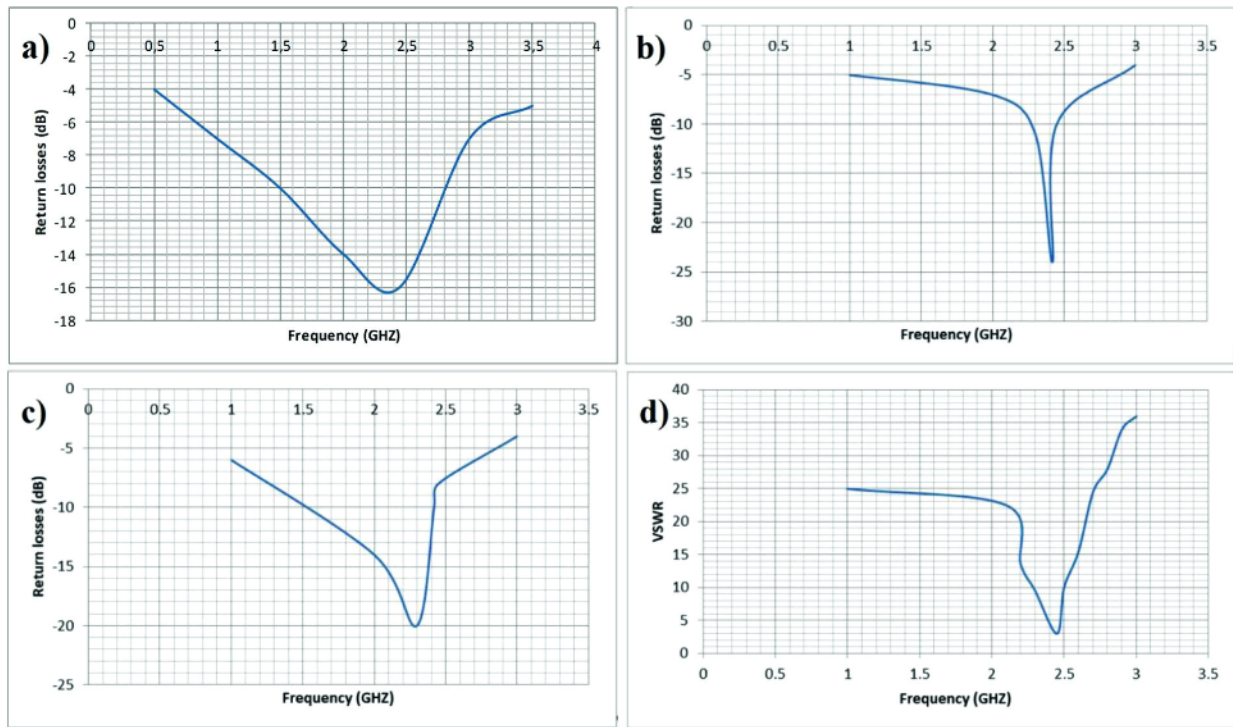 a)
0
0 0,5 1 1,5 2 2,5 3 3,5 4
-2
-4
-6
-8
-10
-12
-14
-16
-18
Return losses (dB)
Frequency (GHZ)
b)
0
0 0.5 1 1.5 2 2.5 3 3.5
-5
-10
-15
-20
-25
-30
Return losses (dB)
Frequency (GHZ)
c)
0
0 0.5 1 1.5 2 2.5 3 3.5
-5
-10
-15
-20
-25
Return losses (dB)
Frequency (GHZ)
d)
40
35
30
25
20
15
10
5
0
0 0.5 1 1.5 2 2.5 3 3.5
VSWR
Frequency (GHZ)